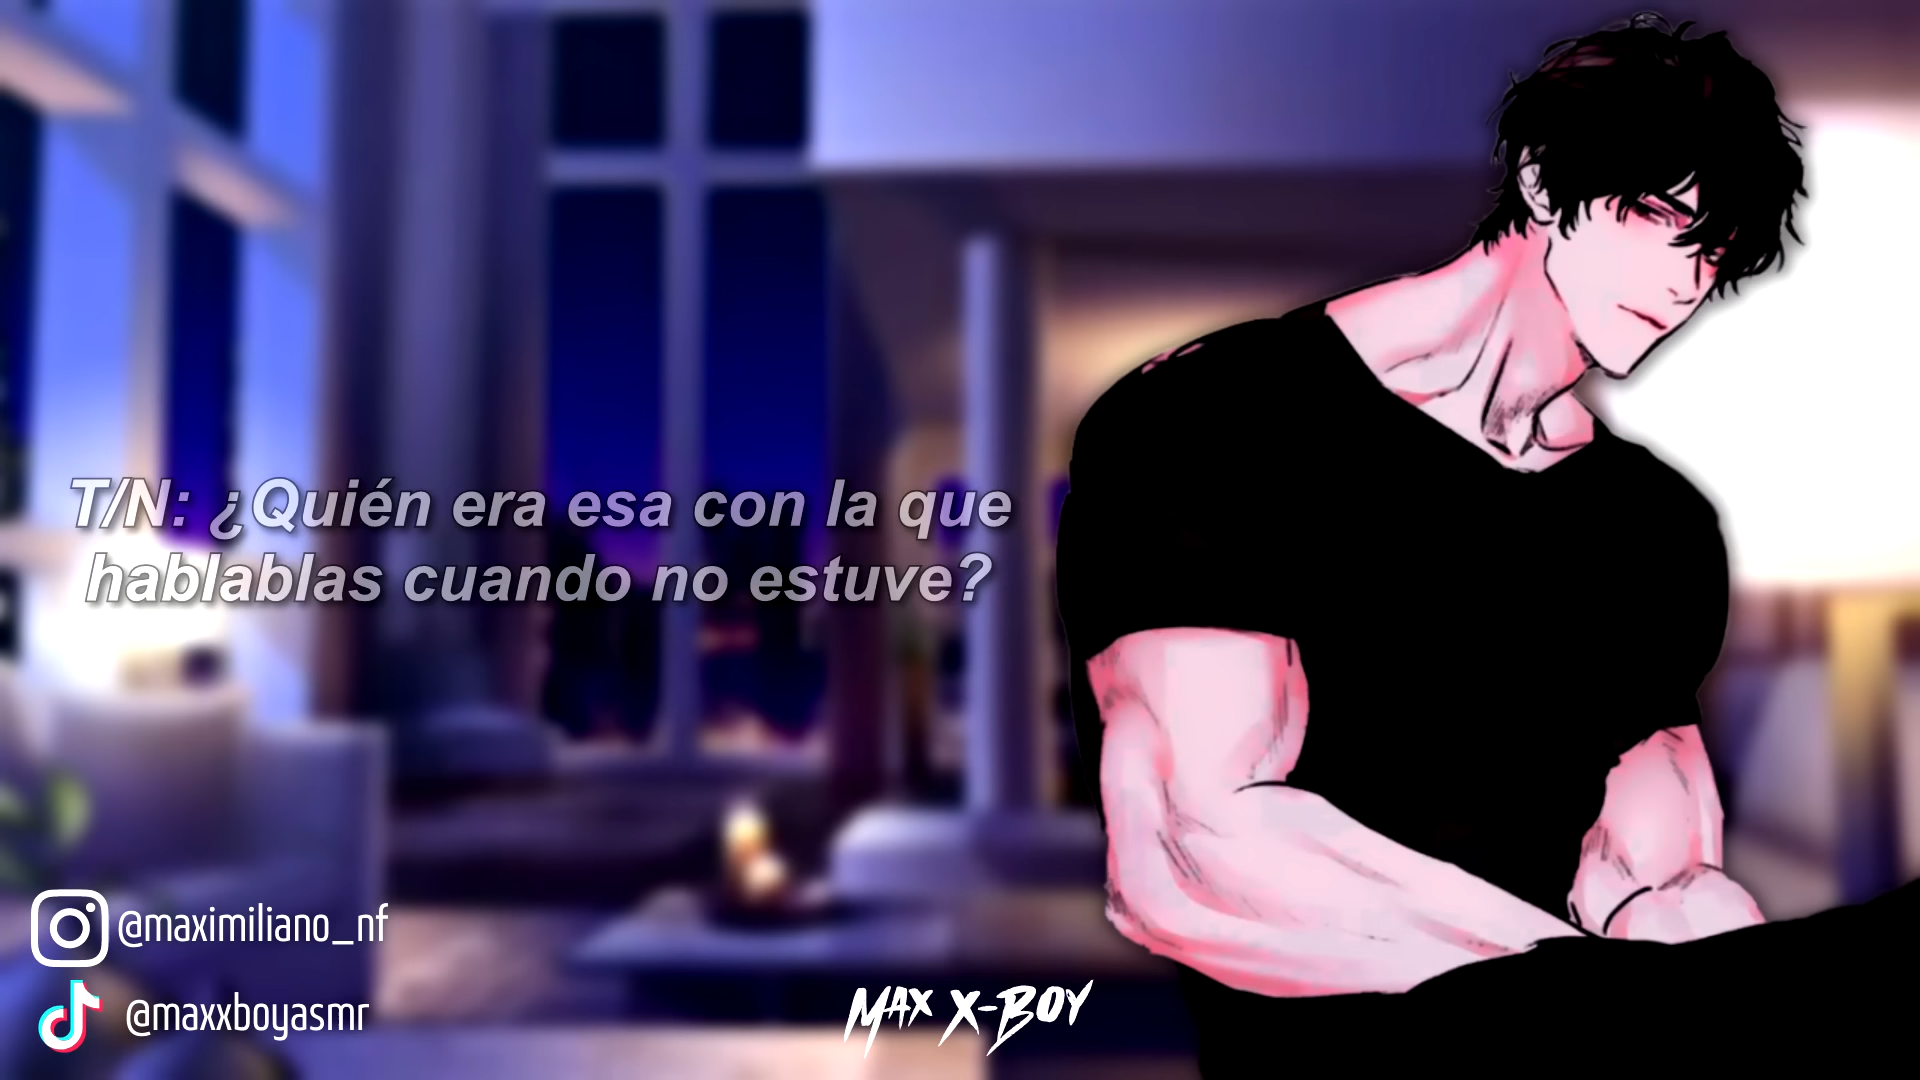 T/N: ¿Quién era esa con la que
hablablas cuando no estuve?
@maximiliano_nf
@maxxboyasmr
MAX X-BOY